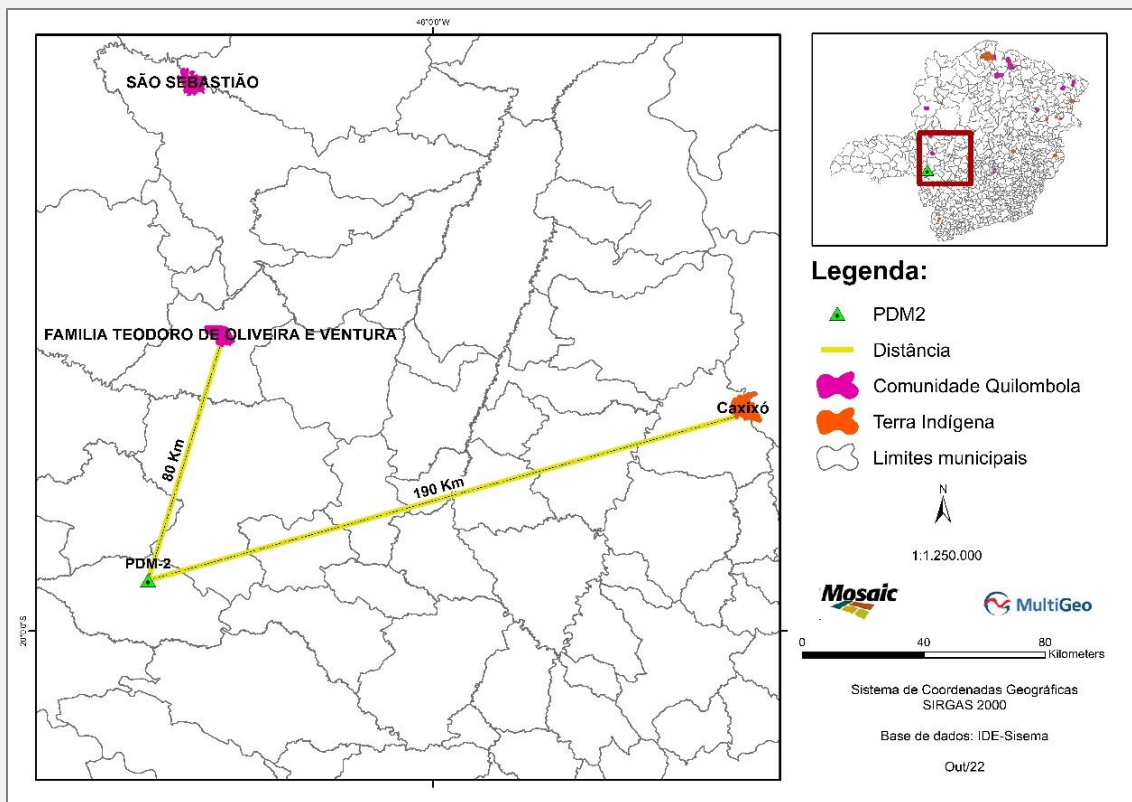 46°0'0"W
SÃO SEBASTIÃO
FAMILIA TEODORO DE OLIVEIRA E VENTURA
Caxixó
80 Km
190 Km
PDM-2
20°0'0"S
Legenda:
PDM2
Distância
Comunidade Quilombola
Terra Indígena
Limites municipais
N
1:1.250.000
Mosaic
MultiGeo
0 40 80
Kilometers
Sistema de Coordenadas Geográficas
SIRGAS 2000
Base de dados: IDE-Sisema
Out/22